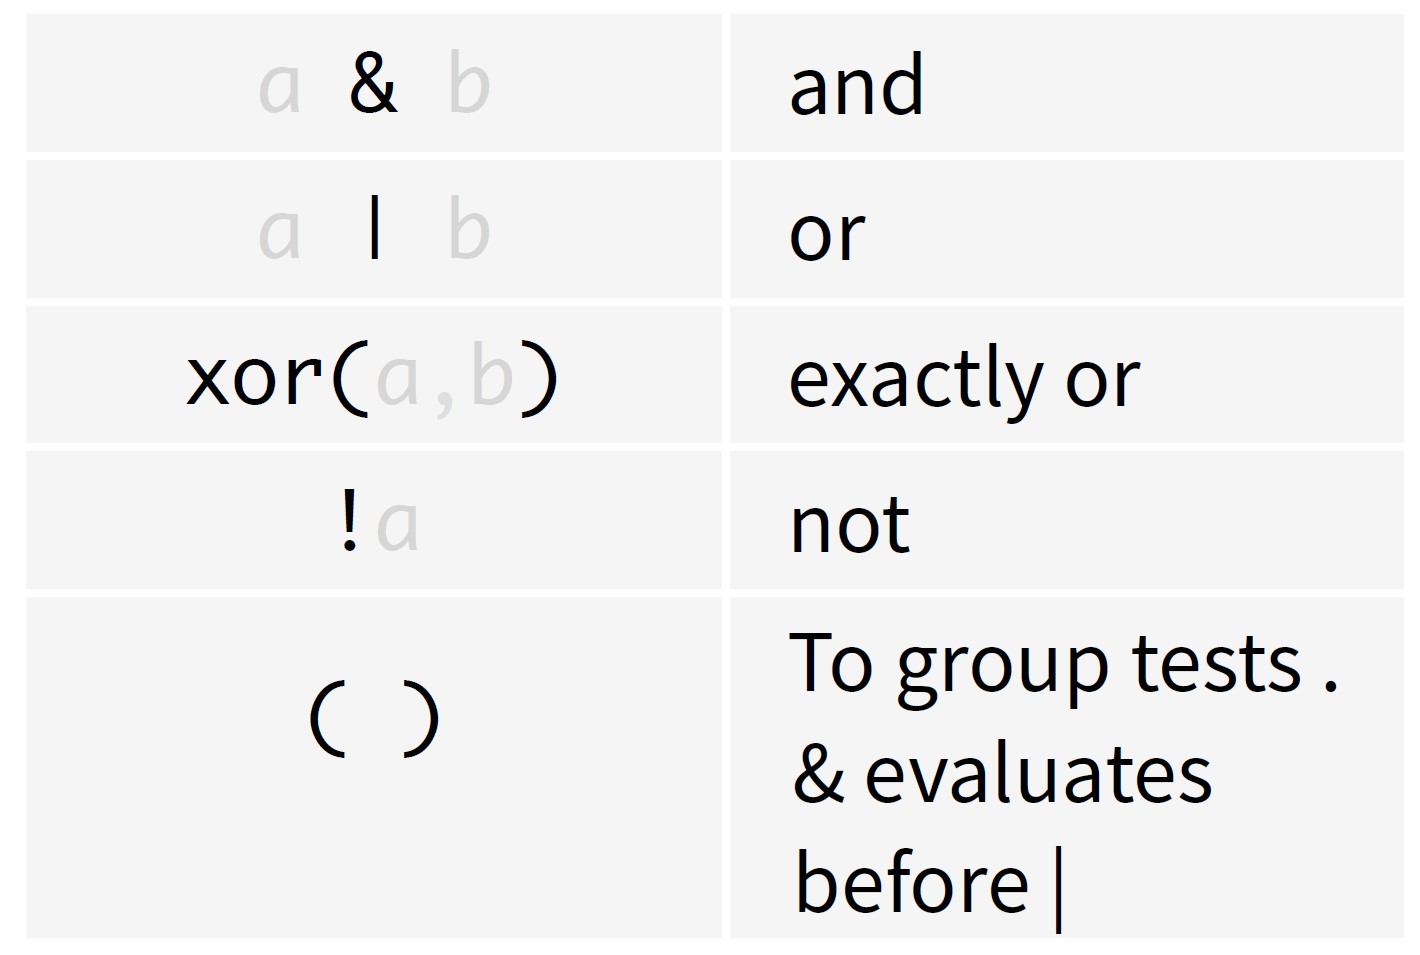 a & b and
a | b or
xor(a,b) exactly or
!a not
( ) To group tests .
& evaluates
before |